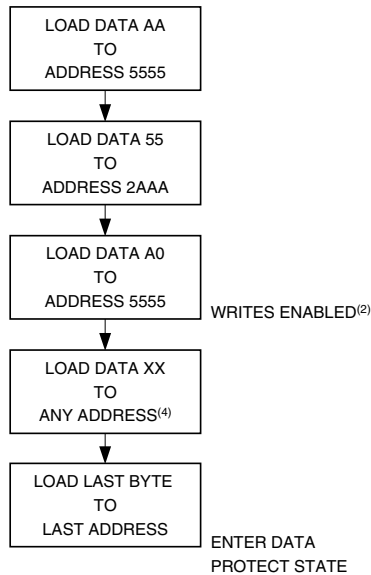 LOAD DATA AA
TO
ADDRESS 5555
LOAD DATA 55
TO
ADDRESS 2AAA
LOAD DATA A0
TO
ADDRESS 5555
WRITES ENABLED(2)
LOAD DATA XX
TO
ANY ADDRESS(4)
LOAD LAST BYTE
TO
LAST ADDRESS
ENTER DATA
PROTECT STATE